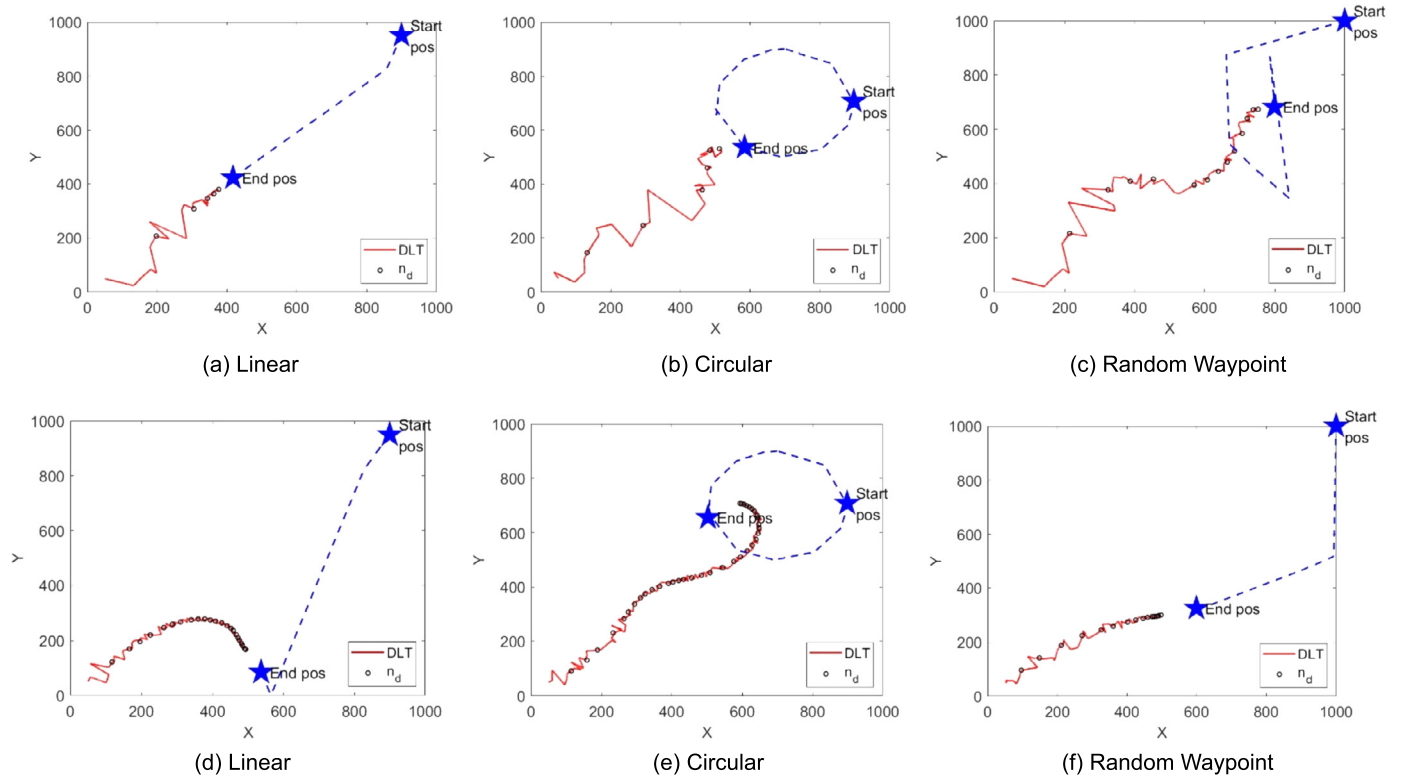 1000
800
600
400
200
0
Y
0 200 400 600 800 1000
X
Start
pos
End pos
DLT
n_d
(a) Linear
1000
800
600
400
200
0
Y
0 200 400 600 800 1000
X
Start
pos
End pos
DLT
n_d
(b) Circular
1000
800
600
400
200
0
Y
0 200 400 600 800 1000
X
Start
pos
End pos
DLT
n_d
(c) Random Waypoint
1000
800
600
400
200
0
Y
0 200 400 600 800 1000
X
Start
pos
End pos
DLT
n_d
(d) Linear
1000
800
600
400
200
0
Y
0 200 400 600 800 1000
X
Start
pos
End pos
DLT
n_d
(e) Circular
1000
800
600
400
200
0
Y
0 200 400 600 800 1000
X
Start
pos
End pos
DLT
n_d
(f) Random Waypoint